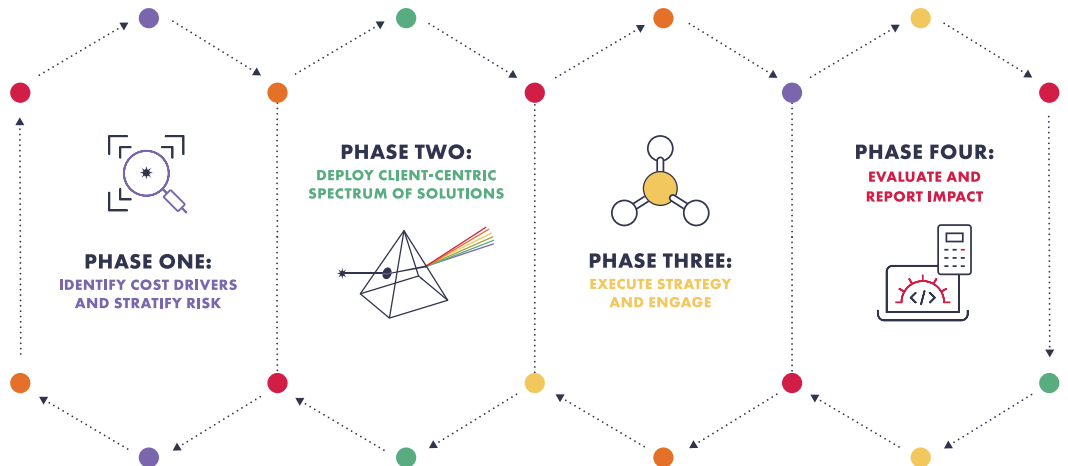 PHASE ONE:
IDENTIFY COST DRIVERS
AND STRATIFY RISK
PHASE TWO:
DEPLOY CLIENT-CENTRIC
SPECTRUM OF SOLUTIONS
PHASE THREE:
EXECUTE STRATEGY
AND ENGAGE
PHASE FOUR:
EVALUATE AND
REPORT IMPACT
</>